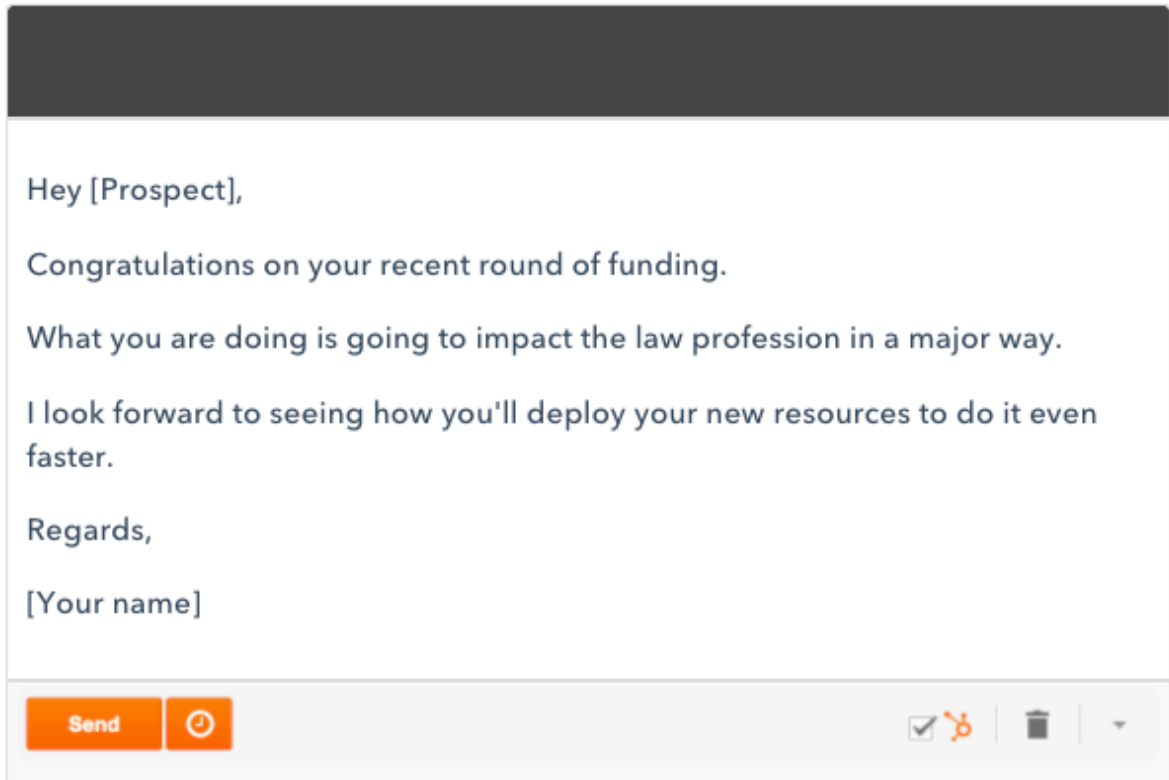 Hey [Prospect],
Congratulations on your recent round of funding.
What you are doing is going to impact the law profession in a major way.
I look forward to seeing how you'll deploy your new resources to do it even
faster.
Regards,
[Your name]
Send